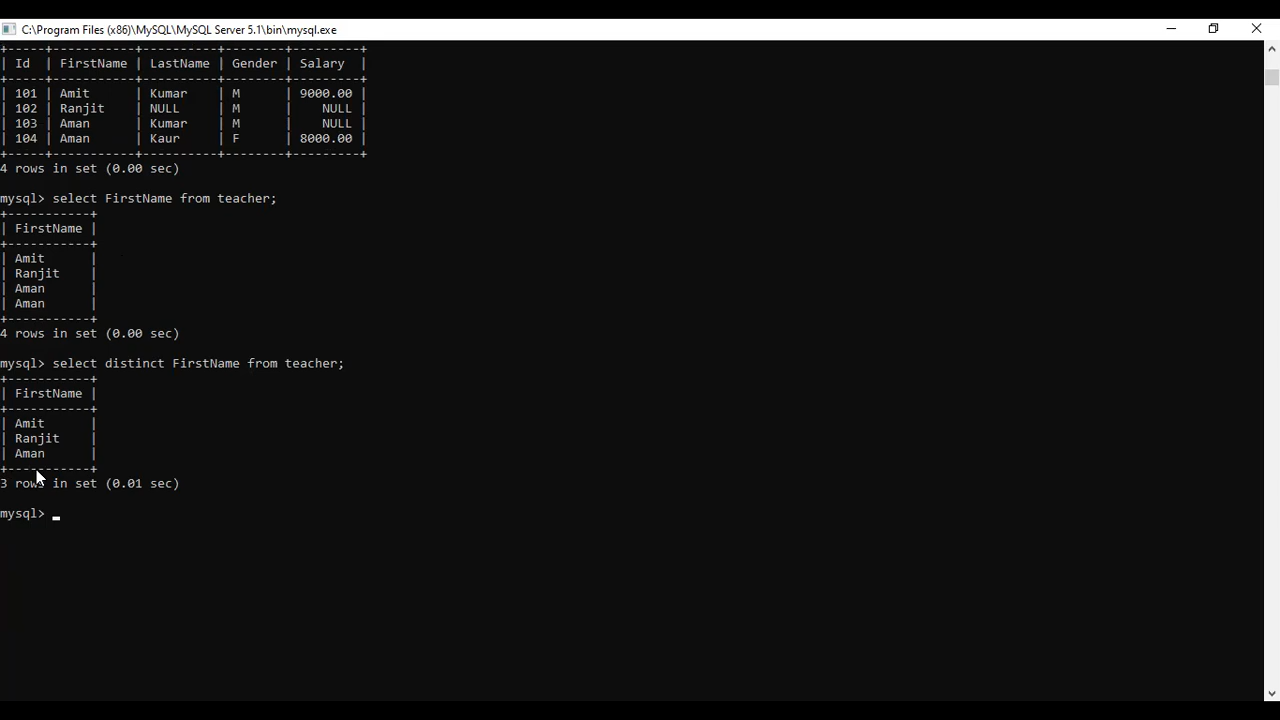 C:\Program Files (x86)\MySQL\MySQL Server 5.1\bin\mysql.exe
+-----+-----------+----------+--------+---------+
| Id  | FirstName | LastName | Gender | Salary  |
+-----+-----------+----------+--------+---------+
| 101 | Amit      | Kumar    | M      | 9000.00 |
| 102 | Ranjit    | NULL     | M      |    NULL |
| 103 | Aman      | Kumar    | M      |    NULL |
| 104 | Aman      | Kaur     | F      | 8000.00 |
+-----+-----------+----------+--------+---------+
4 rows in set (0.00 sec)
mysql> select FirstName from teacher;
+-----------+
| FirstName |
+-----------+
| Amit      |
| Ranjit    |
| Aman      |
| Aman      |
+-----------+
4 rows in set (0.00 sec)
mysql> select distinct FirstName from teacher;
+-----------+
| FirstName |
+-----------+
| Amit      |
| Ranjit    |
| Aman      |
+-----------+
3 rows in set (0.01 sec)
mysql> _